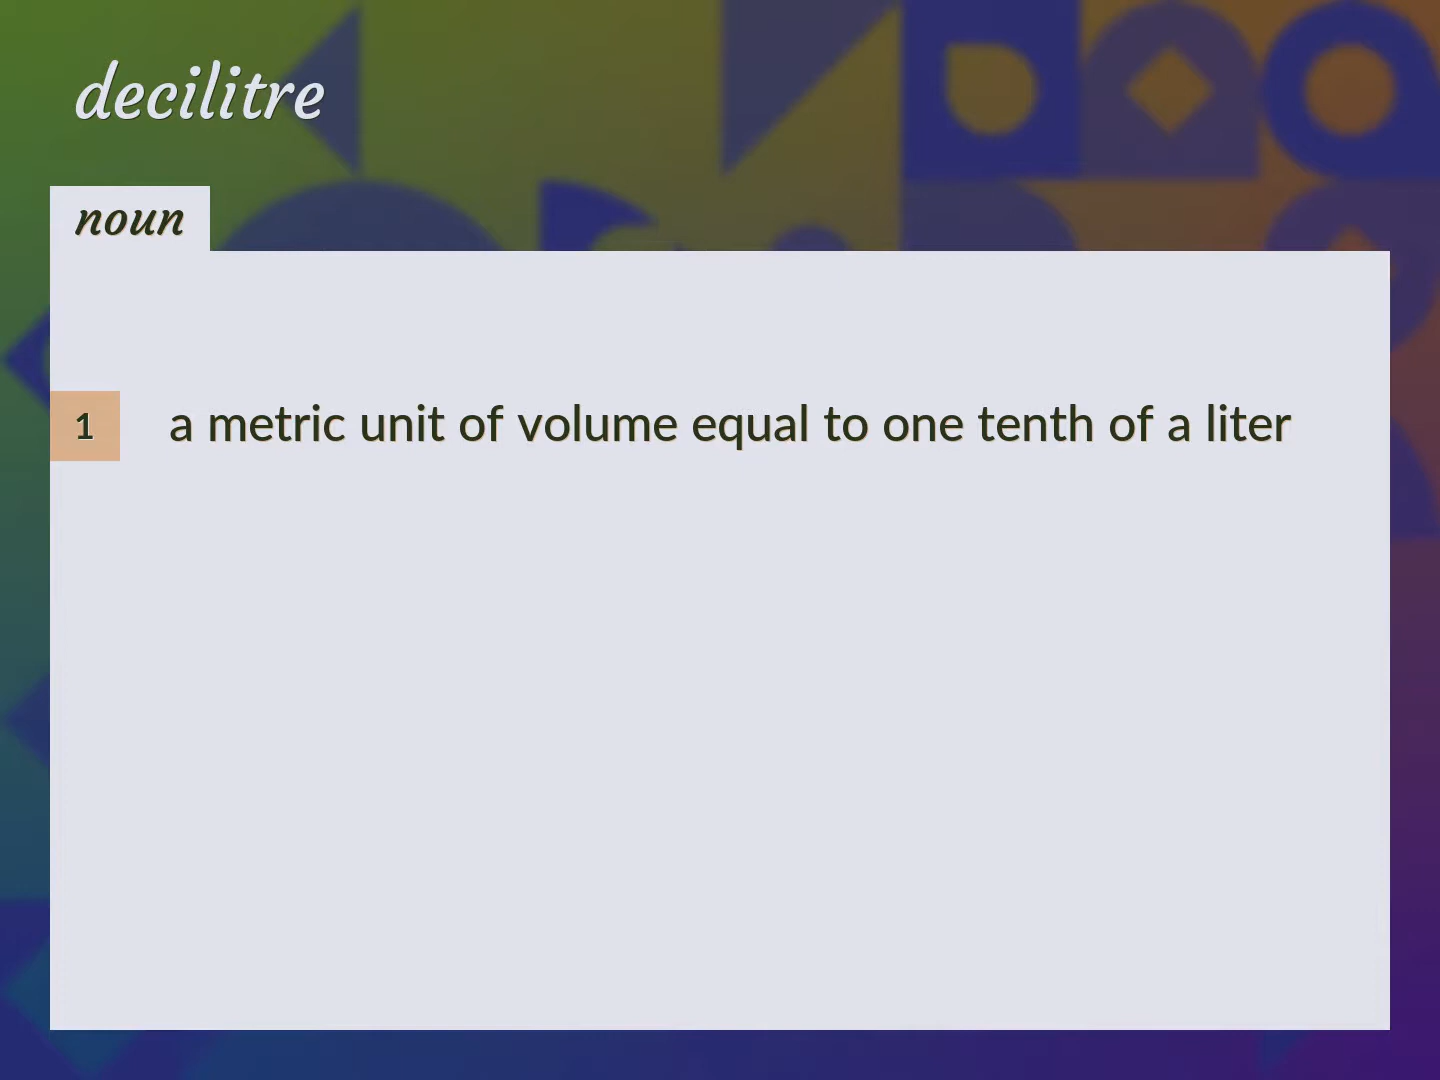 decilitre
noun
1 a metric unit of volume equal to one tenth of a liter